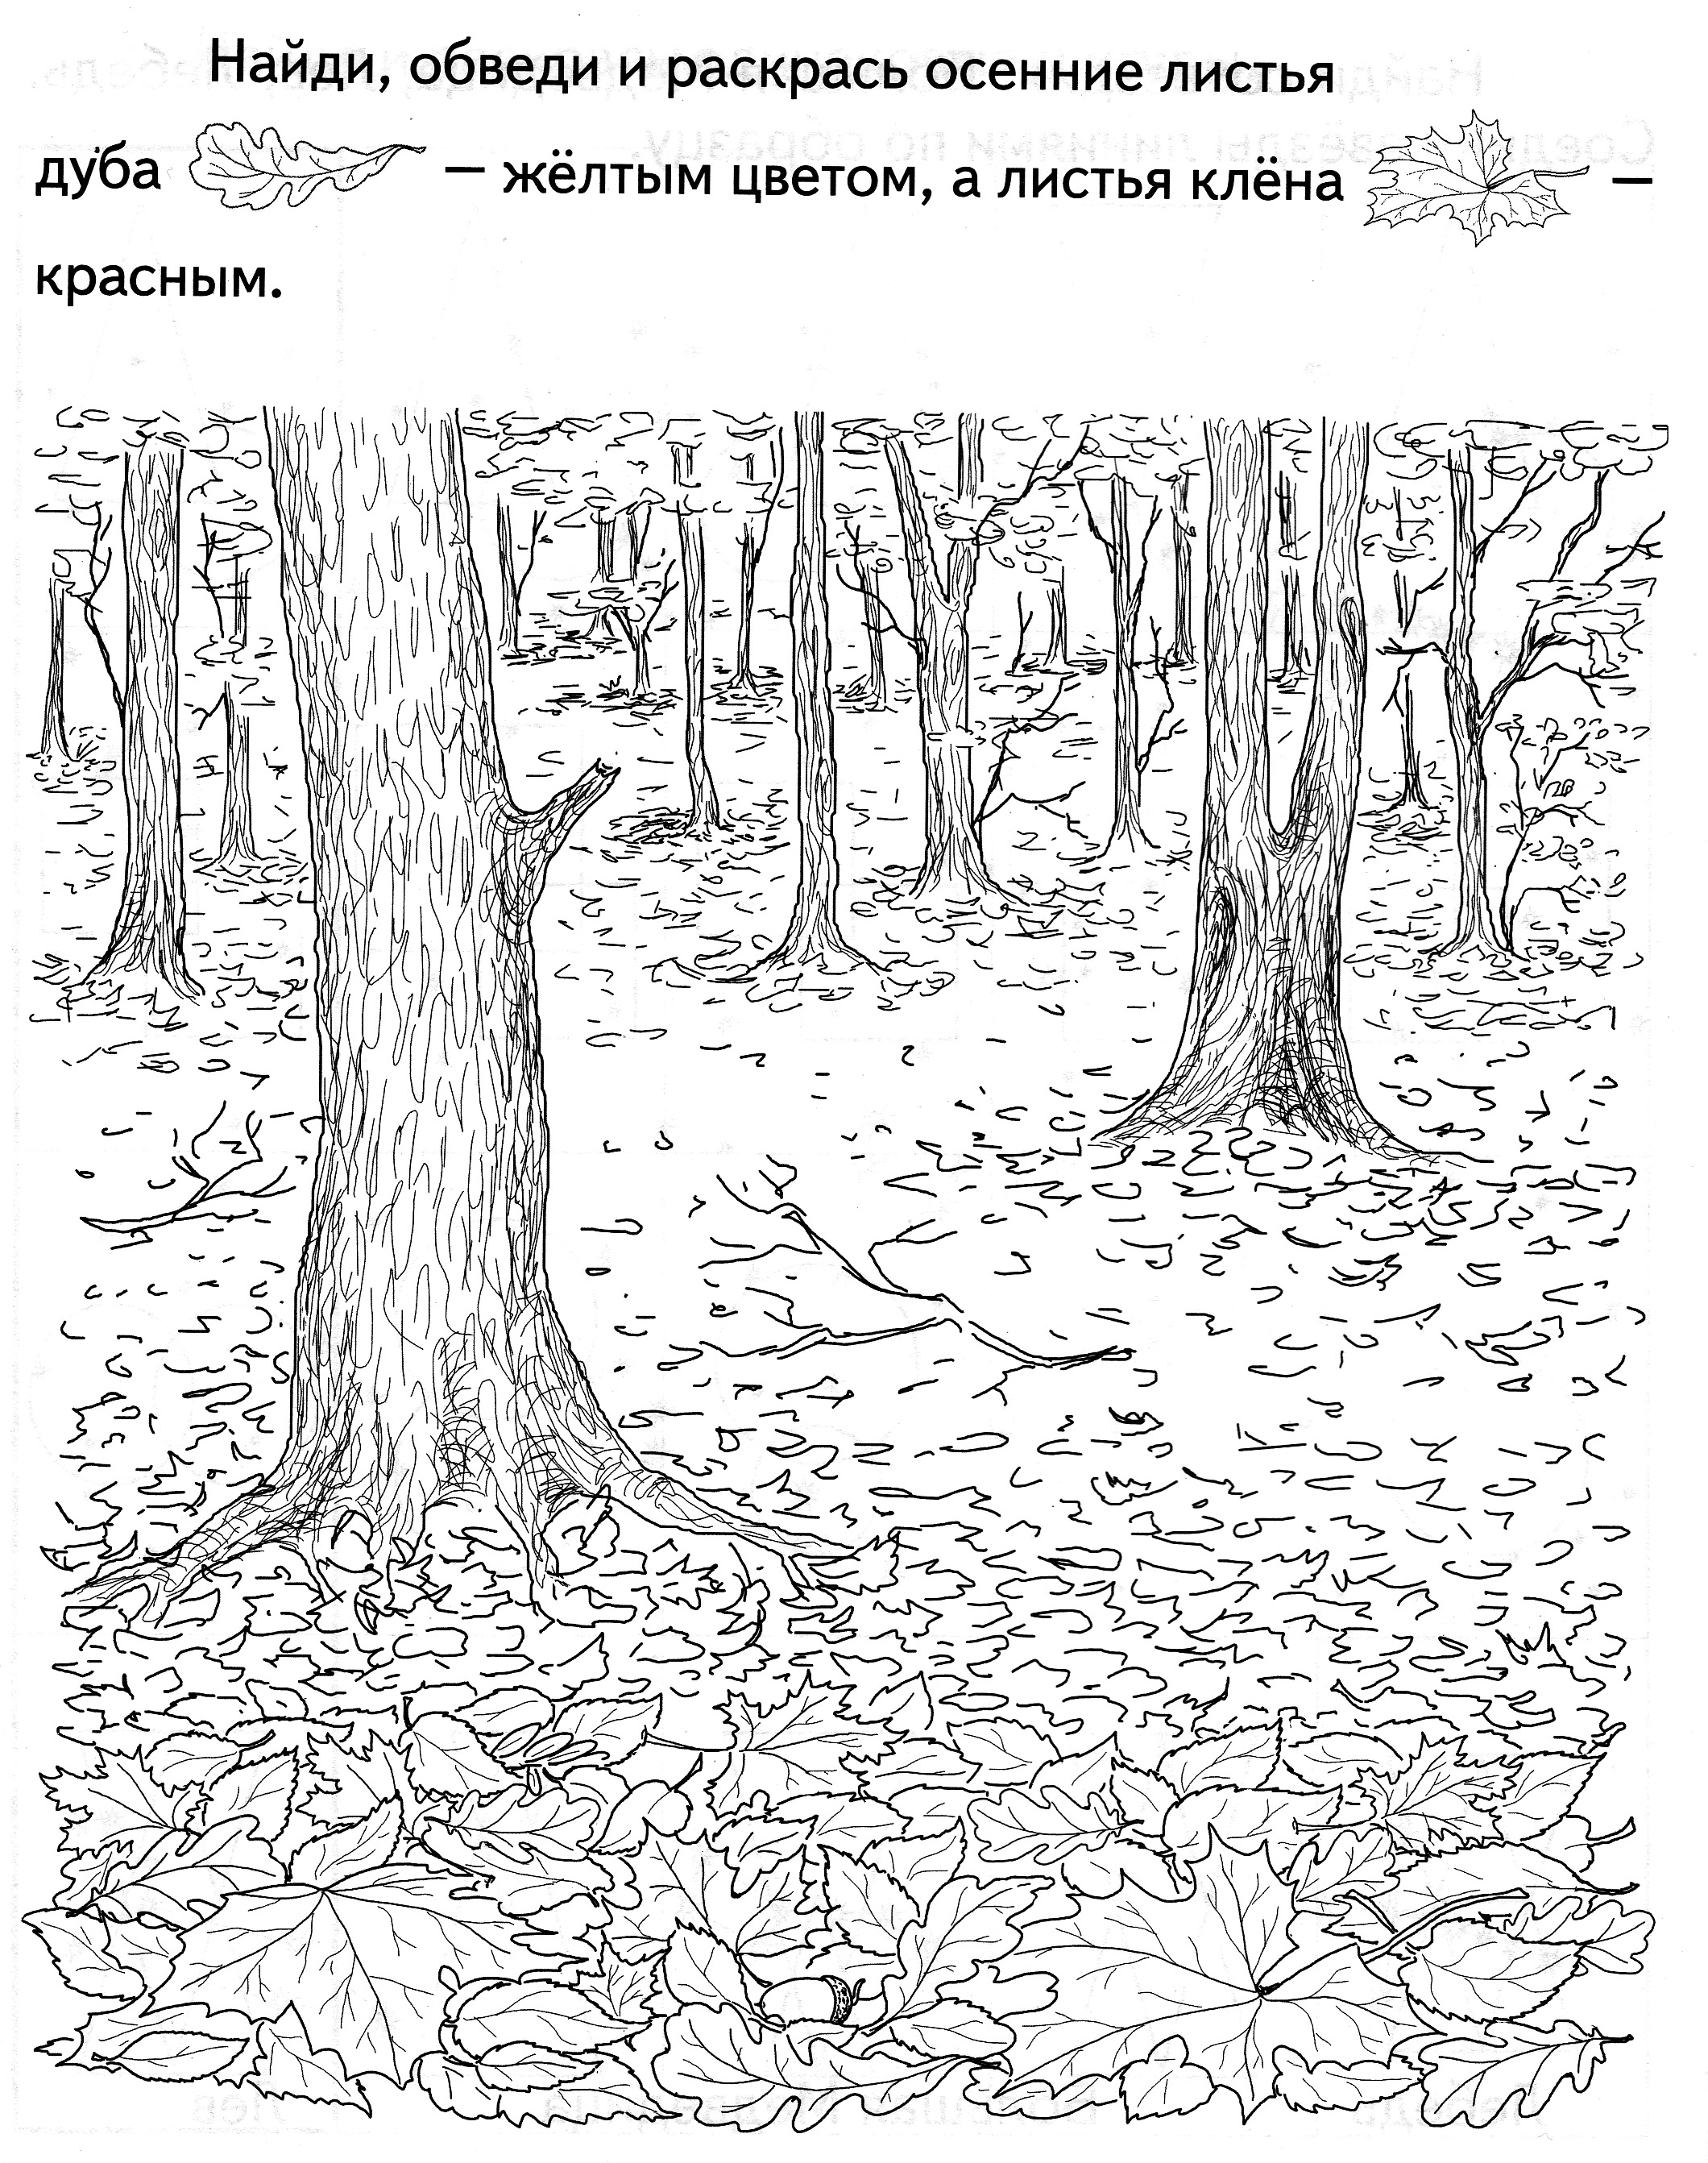 Найди, обведи и раскрась осенние листья
дуба — жёлтым цветом, а листья клёна —
красным.